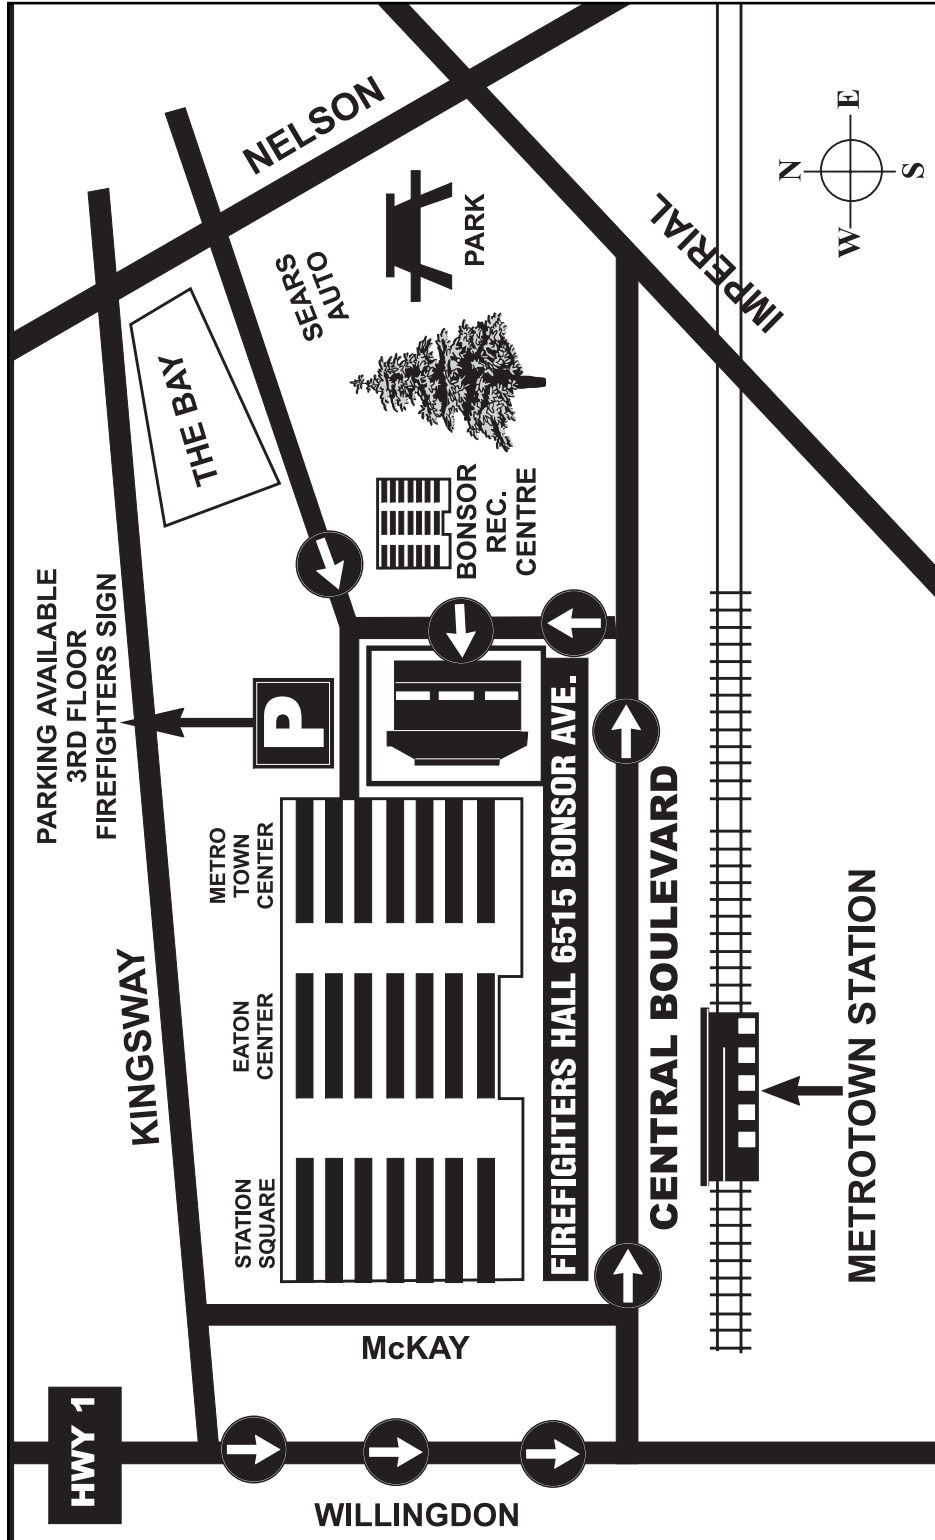 NELSON
IMPERIAL
N
E
S
W
SEARS
AUTO
PARK
THE BAY
BONSOR
REC.
CENTRE
PARKING AVAILABLE
3RD FLOOR
FIREFIGHTERS SIGN
P
METRO
TOWN
CENTER
EATON
CENTER
STATION
SQUARE
KINGSWAY
FIREFIGHTERS HALL 6515 BONSOR AVE.
CENTRAL BOULEVARD
METROTOWN STATION
McKAY
HWY 1
WILLINGDON